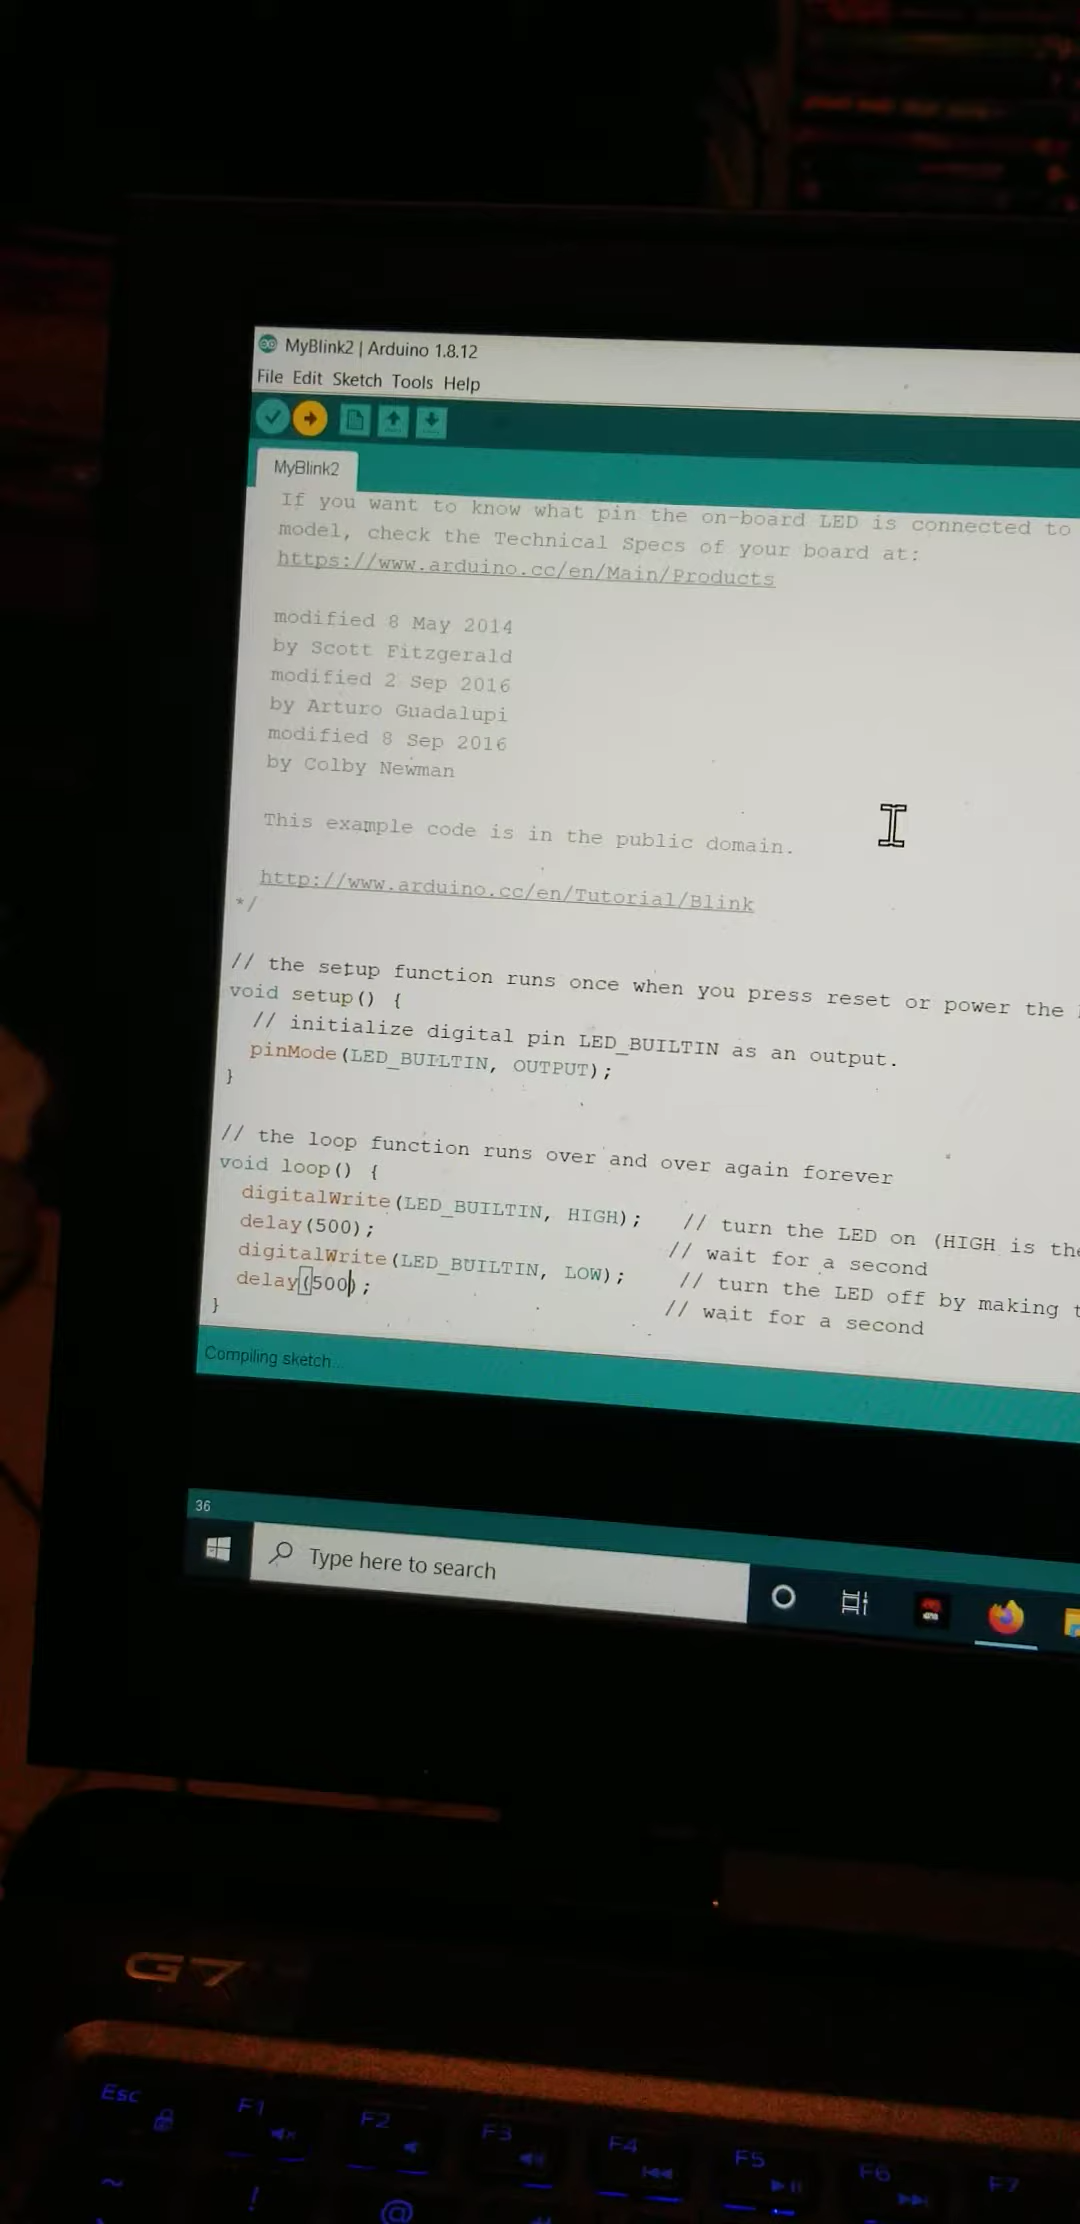 MyBlink2 | Arduino 1.8.12
File Edit Sketch Tools Help
MyBlink2
If you want to know what pin the on-board LED is connected to
model, check the Technical Specs of your board at:
https://www.arduino.cc/en/Main/Products
modified 8 May 2014
by Scott Fitzgerald
modified 2 Sep 2016
by Arturo Guadalupi
modified 8 Sep 2016
by Colby Newman
This example code is in the public domain.
http://www.arduino.cc/en/Tutorial/Blink
*/
// the setup function runs once when you press reset or power the
void setup() {
// initialize digital pin LED_BUILTIN as an output.
pinMode(LED_BUILTIN, OUTPUT);
}
// the loop function runs over and over again forever
void loop() {
digitalWrite(LED_BUILTIN, HIGH); // turn the LED on (HIGH is the
delay(500); // wait for a second
digitalWrite(LED_BUILTIN, LOW); // turn the LED off by making
delay(500); // wait for a second
}
Compiling sketch...
36
Type here to search
G7
Esc F1 F2 F3 F4 F5 F6 F7
~ ! @